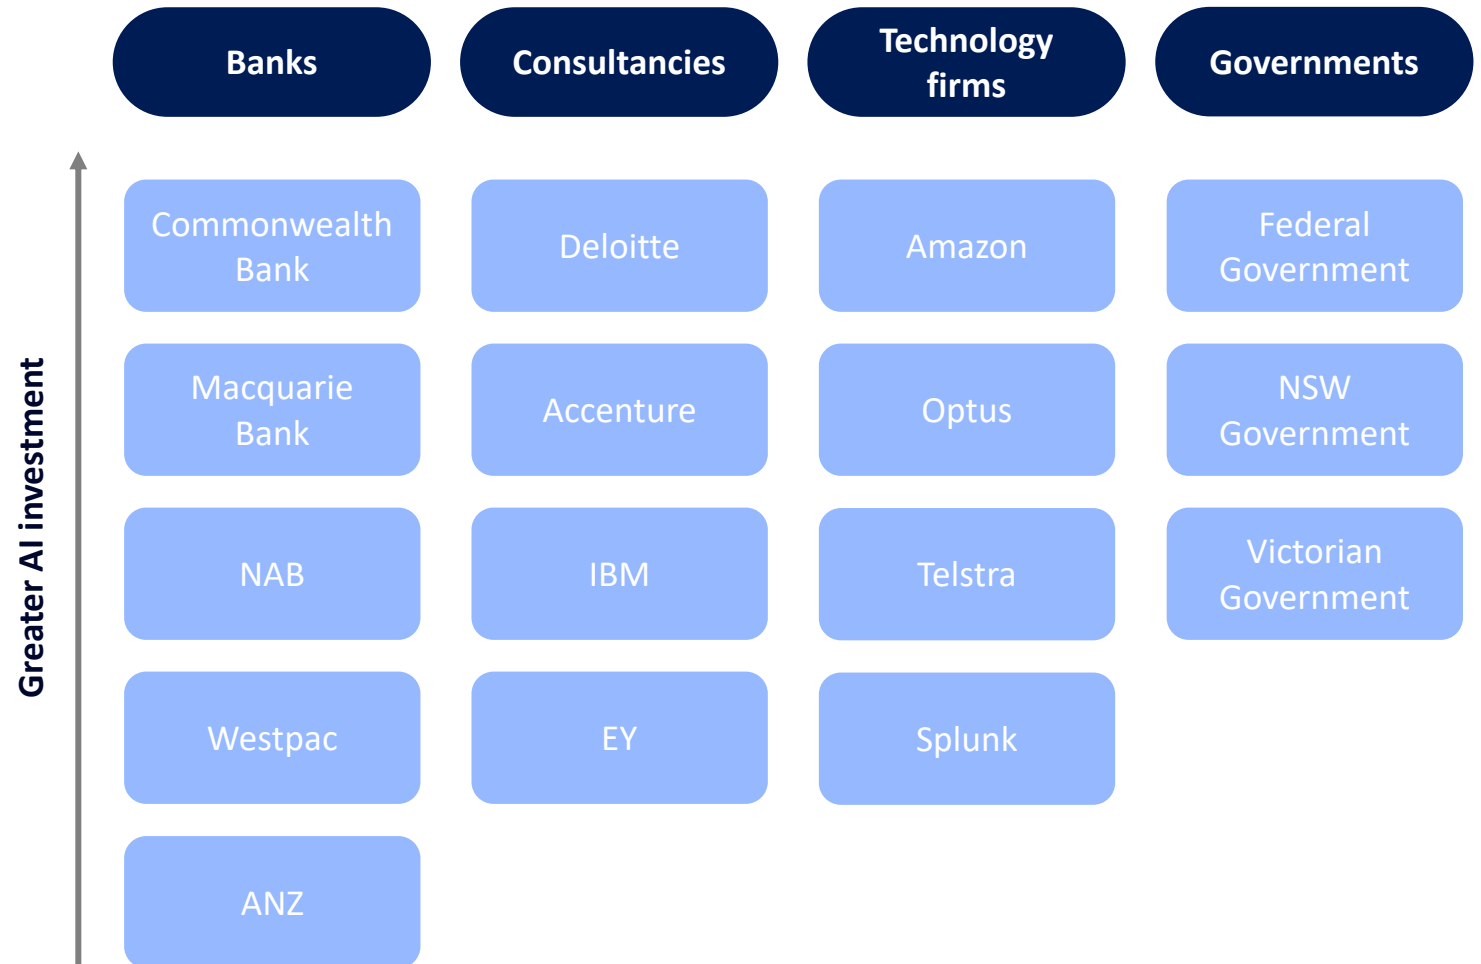 Banks
Consultancies
Technology
firms
Governments
Greater AI investment
Commonwealth
Bank
Deloitte
Amazon
Federal
Government
Macquarie
Bank
Accenture
Optus
NSW
Government
NAB
IBM
Telstra
Victorian
Government
Westpac
EY
Splunk
ANZ